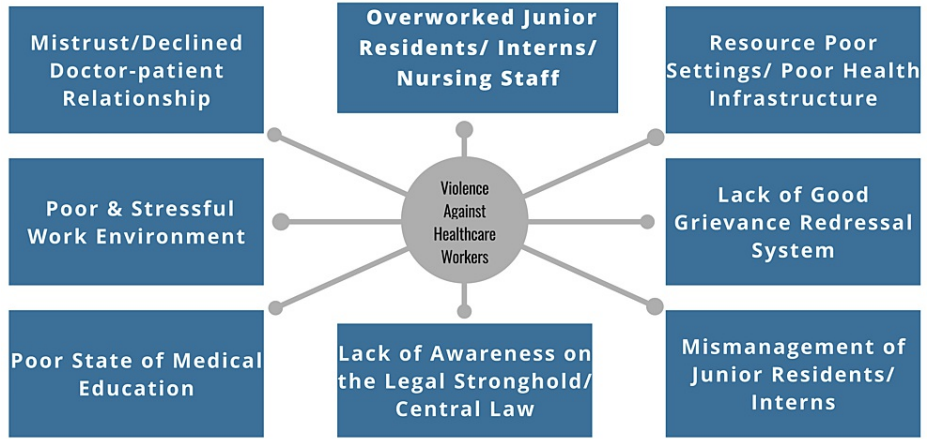 Mistrust/Declined
Doctor-patient
Relationship
Overworked Junior
Residents/ Interns/
Nursing Staff
Resource Poor
Settings/ Poor Health
Infrastructure
Poor & Stressful
Work Environment
Violence
Against
Healthcare
Workers
Lack of Good
Grievance Redressal
System
Poor State of Medical
Education
Lack of Awareness on
the Legal Stronghold/
Central Law
Mismanagement of
Junior Residents/
Interns